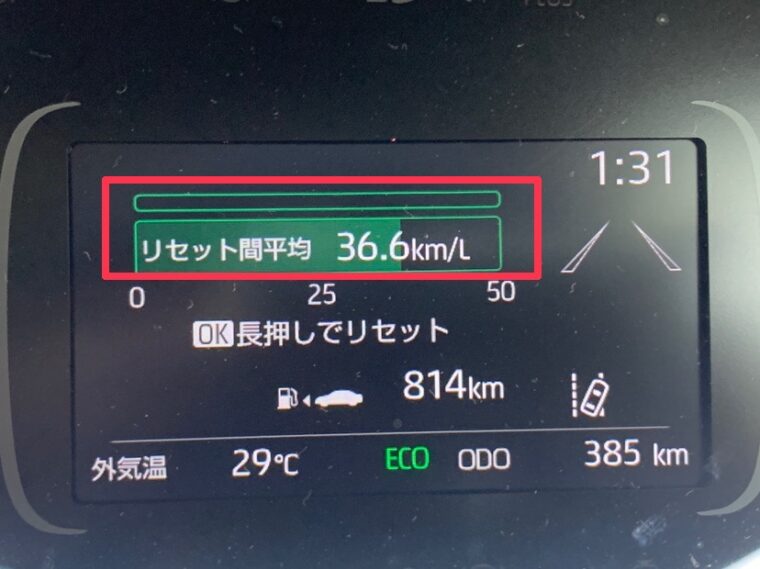 1:31
リセット間平均 36.6km/L
0 25 50
OK長押しでリセット
814km
外気温 29℃ ECO ODO 385 km